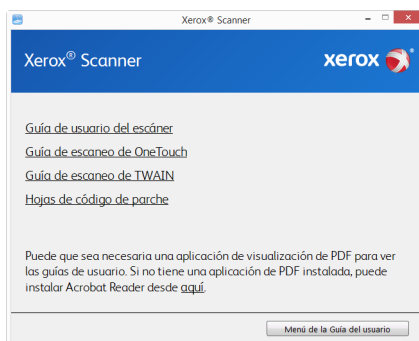 Xerox® Scanner
Xerox® Scanner
xerox
Guía de usuario del escáner
Guía de escaneo de OneTouch
Guía de escaneo de TWAIN
Hojas de código de parche
Puede que sea necesaria una aplicación de visualización de PDF para ver
las guías de usuario. Si no tiene una aplicación de PDF instalada, puede
instalar Acrobat Reader desde aquí.
Menú de la Guía del usuario